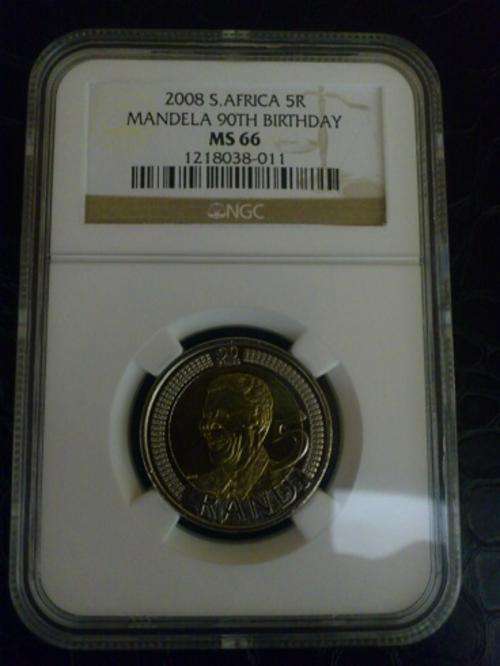 2008 S.AFRICA 5R
MANDELA 90TH BIRTHDAY
MS 66
1218038-011
NGC
RAND